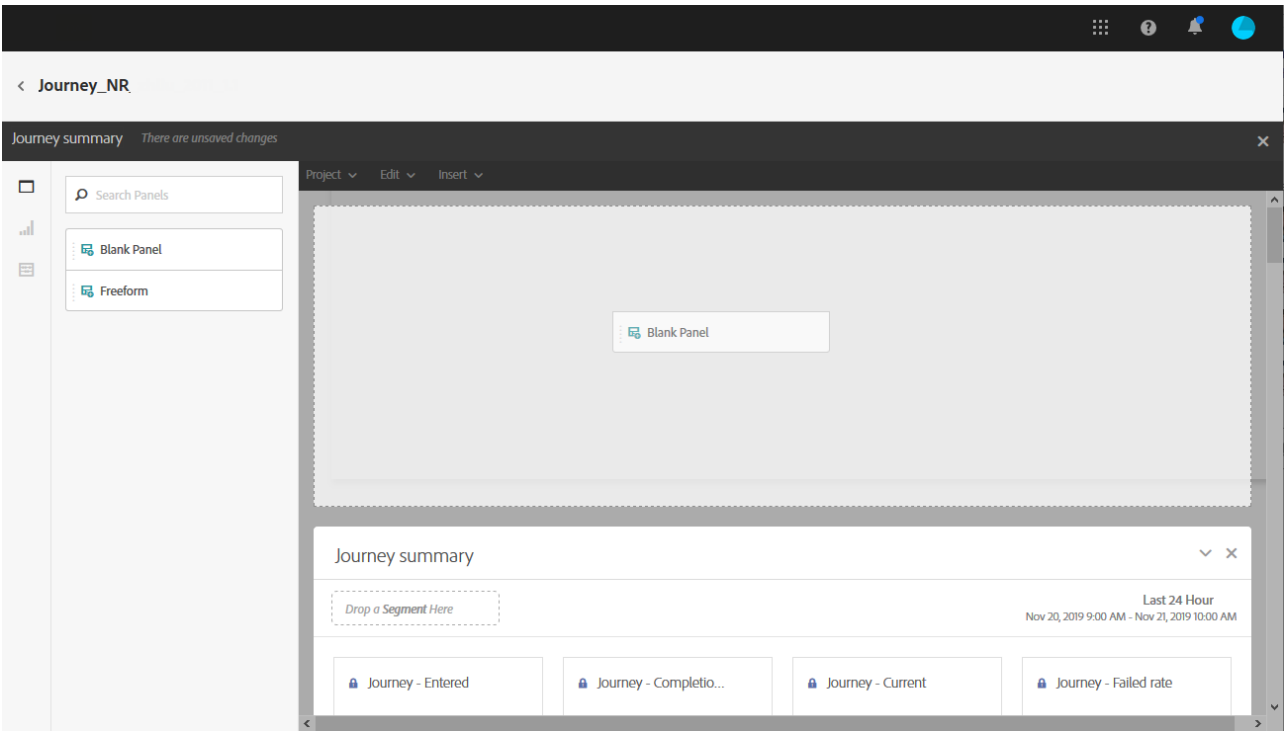 Journey_NR
Journey summary There are unsaved changes
Project Edit Insert
Search Panels
Blank Panel
Freeform
Blank Panel
Journey summary
Drop a Segment Here
Last 24 Hour
Nov 20, 2019 9:00 AM - Nov 21, 2019 10:00 AM
Journey - Entered
Journey - Completio...
Journey - Current
Journey - Failed rate